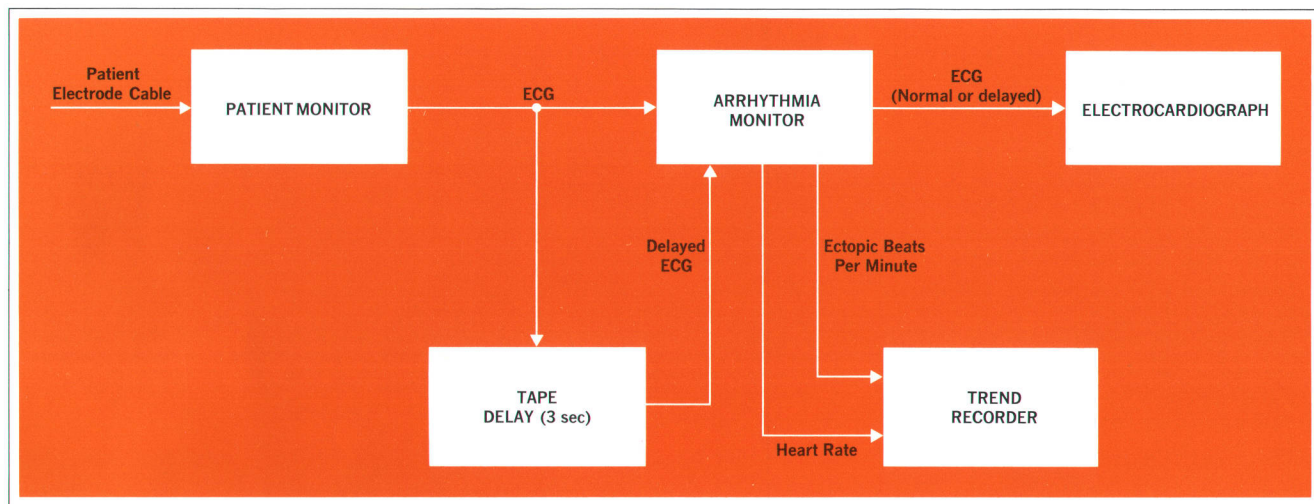 Patient
Electrode Cable
PATIENT MONITOR
ECG
ARRHYTHMIA
MONITOR
ECG
(Normal or delayed)
ELECTROCARDIOGRAPH
Delayed
ECG
Ectopic Beats
Per Minute
TAPE
DELAY (3 sec)
TREND
RECORDER
Heart Rate